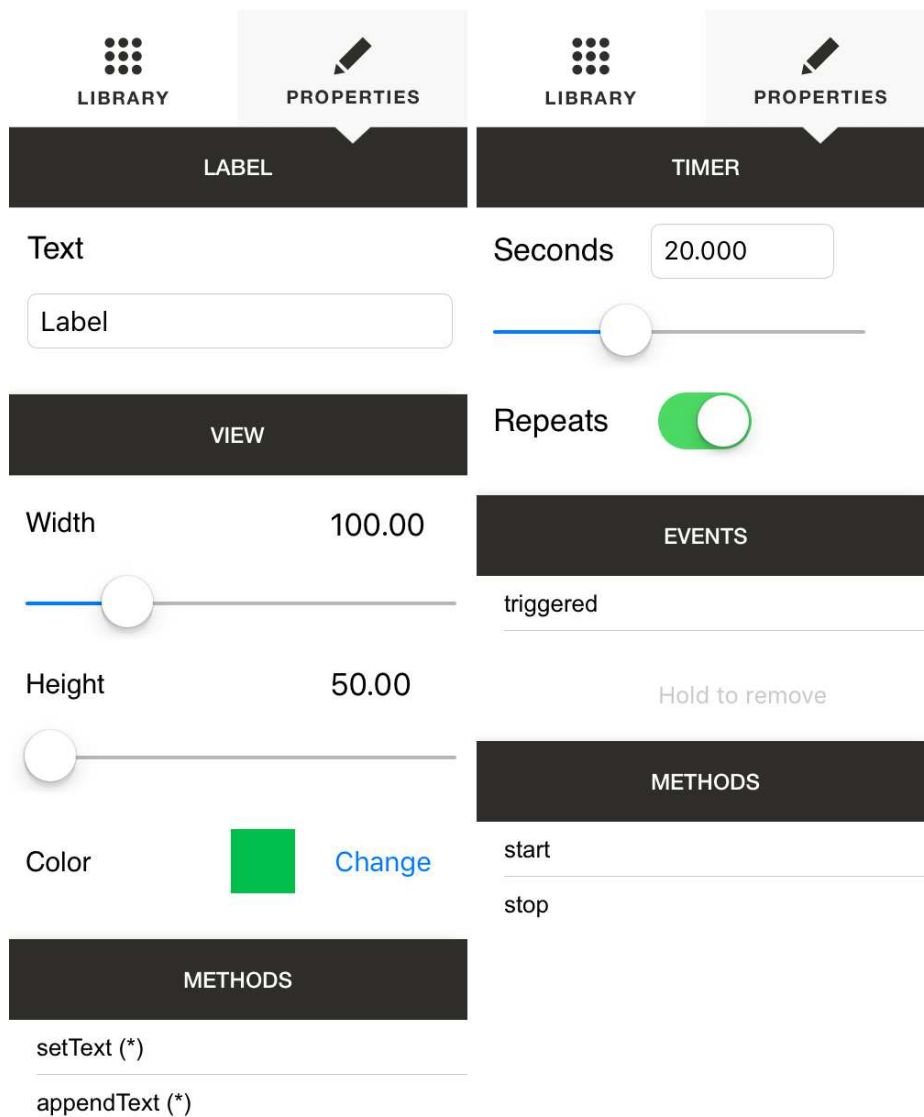 LIBRARY
PROPERTIES
LABEL
Text
Label
VIEW
Width 100.00
Height 50.00
Color Change
METHODS
setText (*)
appendText (*)
LIBRARY
PROPERTIES
TIMER
Seconds 20.000
Repeats
EVENTS
triggered
Hold to remove
METHODS
start
stop